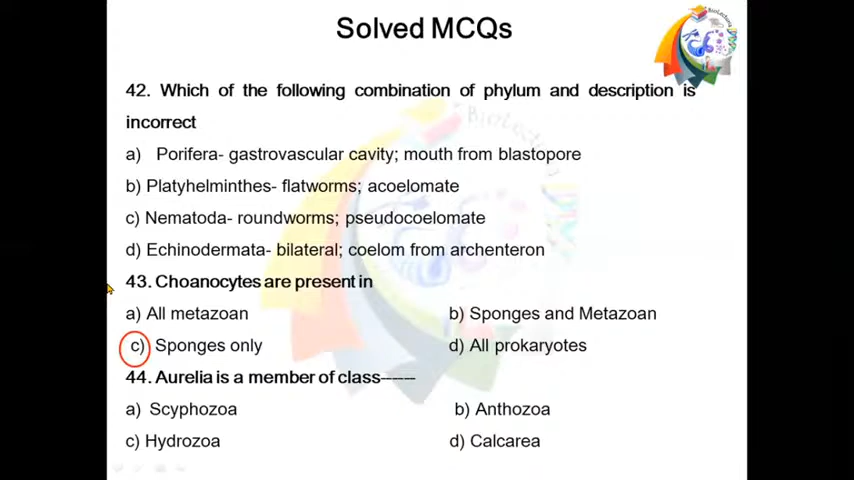 Solved MCQs
42. Which of the following combination of phylum and description is
incorrect
a) Porifera- gastrovascular cavity; mouth from blastopore
b) Platyhelminthes- flatworms; acoelomate
c) Nematoda- roundworms; pseudocoelomate
d) Echinodermata- bilateral; coelom from archenteron
43. Choanocytes are present in
a) All metazoan b) Sponges and Metazoan
c) Sponges only d) All prokaryotes
44. Aurelia is a member of class------
a) Scyphozoa b) Anthozoa
c) Hydrozoa d) Calcarea